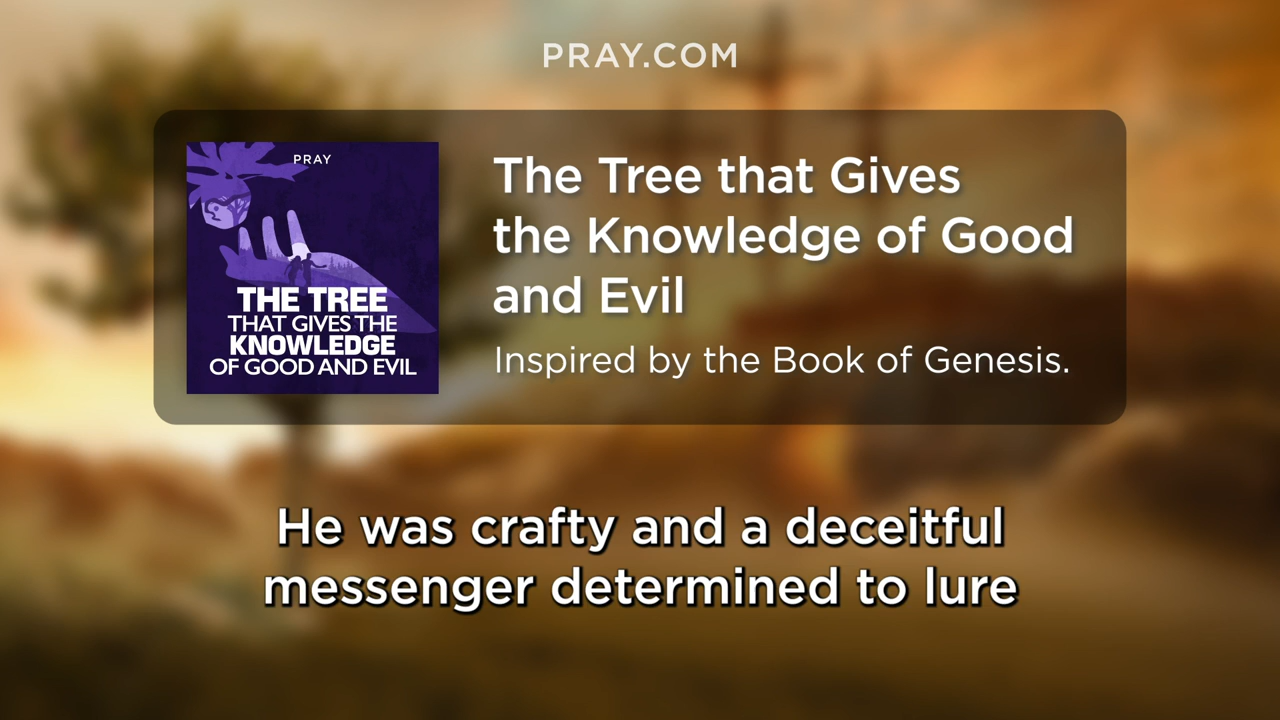 PRAY.COM
PRAY
THE TREE
THAT GIVES THE
KNOWLEDGE
OF GOOD AND EVIL
The Tree that Gives
the Knowledge of Good
and Evil
Inspired by the Book of Genesis.
He was crafty and a deceitful
messenger determined to lure